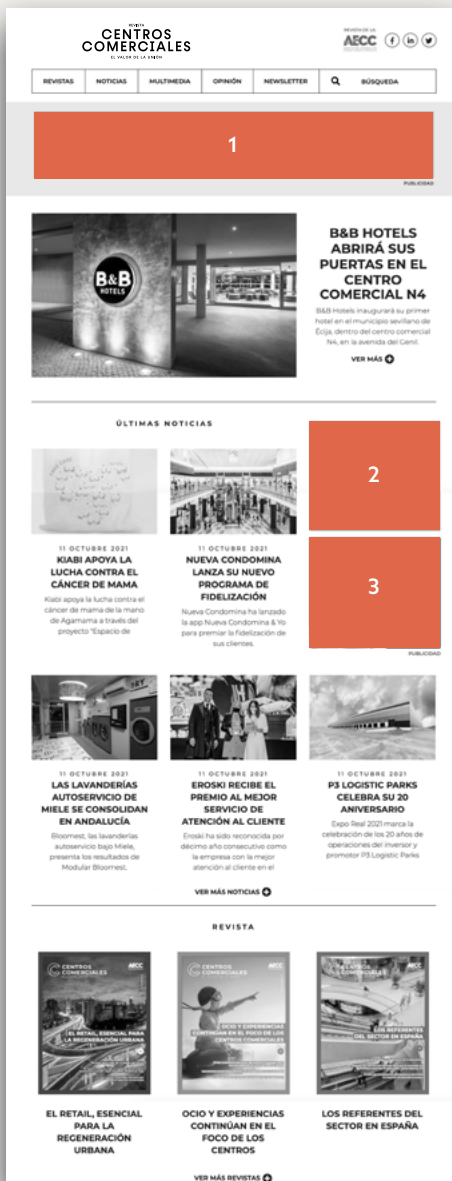 REVISTA
CENTROS
COMERCIALES
EL VALOR DE LA UNIÓN
REVISTA DE LA
AECC
REVISTAS
NOTICIAS
MULTIMEDIA
OPINIÓN
NEWSLETTER
BÚSQUEDA
1
PUBLICIDAD
B&B
HOTELS
B&B HOTELS
ABRIRÁ SUS
PUERTAS EN EL
CENTRO
COMERCIAL N4
B&B Hotels inaugurará su primer
hotel en el municipio sevillano de
Écija, dentro del centro comercial
N4, en la avenida del Genil.
VER MÁS
ÚLTIMAS NOTICIAS
11 OCTUBRE 2021
KIABI APOYA LA
LUCHA CONTRA EL
CÁNCER DE MAMA
Kiabi apoya la lucha contra el
cáncer de mama de la mano
de Agamama a través del
proyecto "Espacio de
11 OCTUBRE 2021
NUEVA CONDOMINA
LANZA SU NUEVO
PROGRAMA DE
FIDELIZACIÓN
Nueva Condomina ha lanzado
la app Nueva Condomina & Yo
para premiar la fidelización de
sus clientes.
2
3
PUBLICIDAD
11 OCTUBRE 2021
LAS LAVANDERÍAS
AUTOSERVICIO DE
MIELE SE CONSOLIDAN
EN ANDALUCÍA
Bloomest, las lavanderías
autoservicio bajo Miele,
presenta los resultados de
Modular Bloomest.
11 OCTUBRE 2021
EROSKI RECIBE EL
PREMIO AL MEJOR
SERVICIO DE
ATENCIÓN AL CLIENTE
Eroski ha sido reconocida por
décimo año consecutivo como
la empresa con la mejor
atención al cliente en el
11 OCTUBRE 2021
P3 LOGISTIC PARKS
CELEBRA SU 20
ANIVERSARIO
Expo Real 2021 marca la
celebración de los 20 años de
operaciones del inversor y
promotor P3 Logistic Parks
VER MÁS NOTICIAS
REVISTA
CENTROS
COMERCIALES
AECC
EL RETAIL, ESENCIAL PARA
LA REGENERACIÓN URBANA
CENTROS
COMERCIALES
AECC
OCIO Y EXPERIENCIAS
CONTINÚAN EN EL FOCO DE LOS
CENTROS COMERCIALES
CENTROS
COMERCIALES
AECC
LOS REFERENTES
DEL SECTOR EN ESPAÑA
EL RETAIL, ESENCIAL
PARA LA
REGENERACIÓN
URBANA
OCIO Y EXPERIENCIAS
CONTINÚAN EN EL
FOCO DE LOS
CENTROS
LOS REFERENTES DEL
SECTOR EN ESPAÑA
VER MÁS REVISTAS